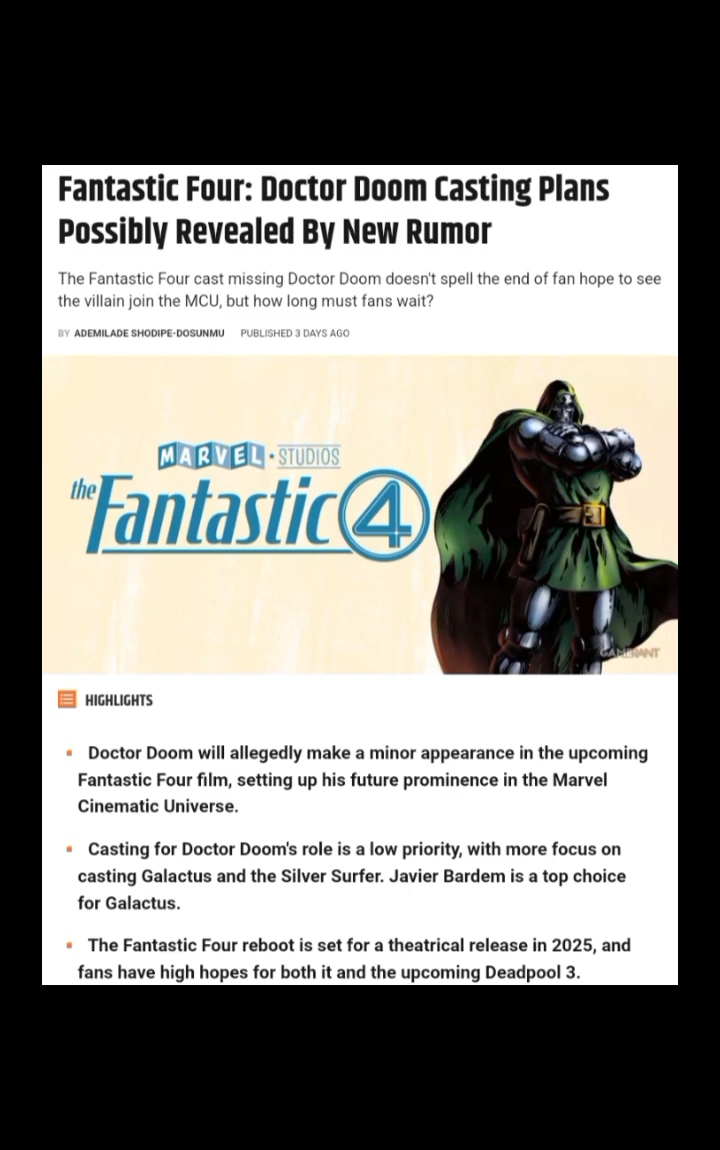 Fantastic Four: Doctor Doom Casting Plans
Possibly Revealed By New Rumor
The Fantastic Four cast missing Doctor Doom doesn't spell the end of fan hope to see
the villain join the MCU, but how long must fans wait?
BY ADEMILADE SHODIPE-DOSUNMU PUBLISHED 3 DAYS AGO
MARVEL • STUDIOS
the Fantastic 4
GAMERANT
HIGHLIGHTS
Doctor Doom will allegedly make a minor appearance in the upcoming
Fantastic Four film, setting up his future prominence in the Marvel
Cinematic Universe.
Casting for Doctor Doom's role is a low priority, with more focus on
casting Galactus and the Silver Surfer. Javier Bardem is a top choice
for Galactus.
The Fantastic Four reboot is set for a theatrical release in 2025, and
fans have high hopes for both it and the upcoming Deadpool 3.